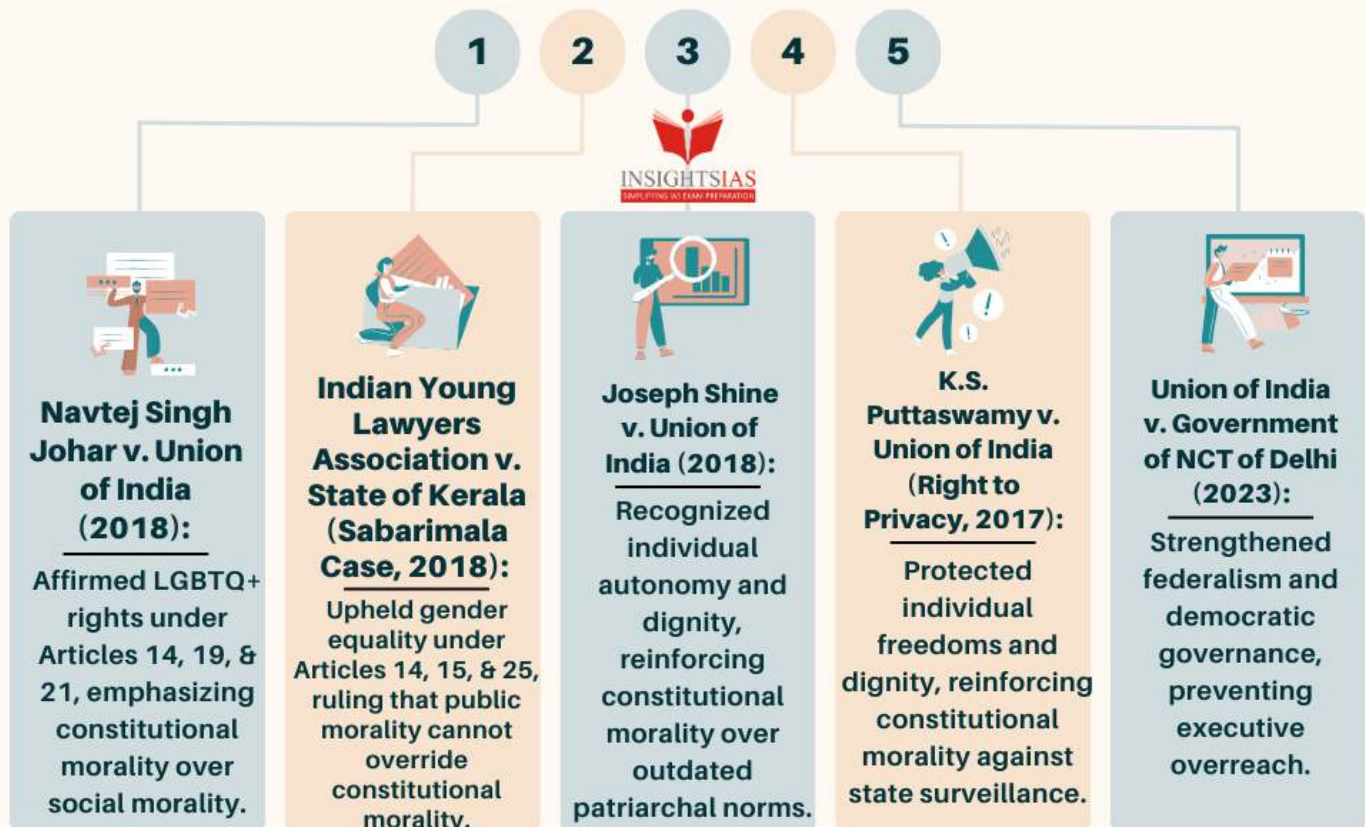 1
2
3
4
5
INSIGHTSIAS
SIMPLIFYING IAS EXAM PREPARATION
Navtej Singh
Johar v. Union
of India
(2018):
Affirmed LGBTQ+
rights under
Articles 14, 19, &
21, emphasizing
constitutional
morality over
social morality.
Indian Young
Lawyers
Association v.
State of Kerala
(Sabarimala
Case, 2018):
Upheld gender
equality under
Articles 14, 15, & 25,
ruling that public
morality cannot
override
constitutional
morality.
Joseph Shine
v. Union of
India (2018):
Recognized
individual
autonomy and
dignity,
reinforcing
constitutional
morality over
outdated
patriarchal norms.
K.S.
Puttaswamy v.
Union of India
(Right to
Privacy, 2017):
Protected
individual
freedoms and
dignity, reinforcing
constitutional
morality against
state surveillance.
Union of India
v. Government
of NCT of Delhi
(2023):
Strengthened
federalism and
democratic
governance,
preventing
executive
overreach.